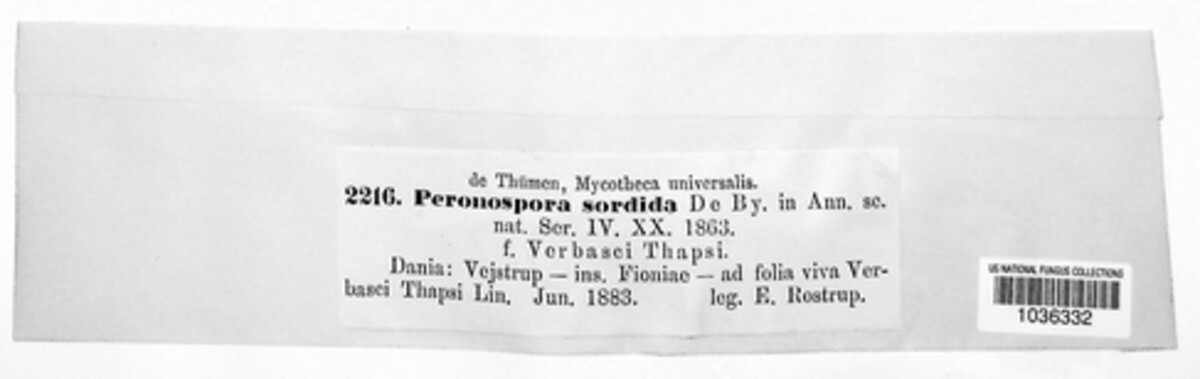 de Thümen, Mycotheca universalis.
2216. Peronospora sordida De By. in Ann. sc.
nat. Ser. IV. XX. 1863.
f. Verbasci Thapsi.
Dania: Vejstrup — ins. Fioniae — ad folia viva Ver-
basci Thapsi Lin. Jun. 1883. leg. E. Rostrup.
US NATIONAL FUNGUS COLLECTIONS
1036332